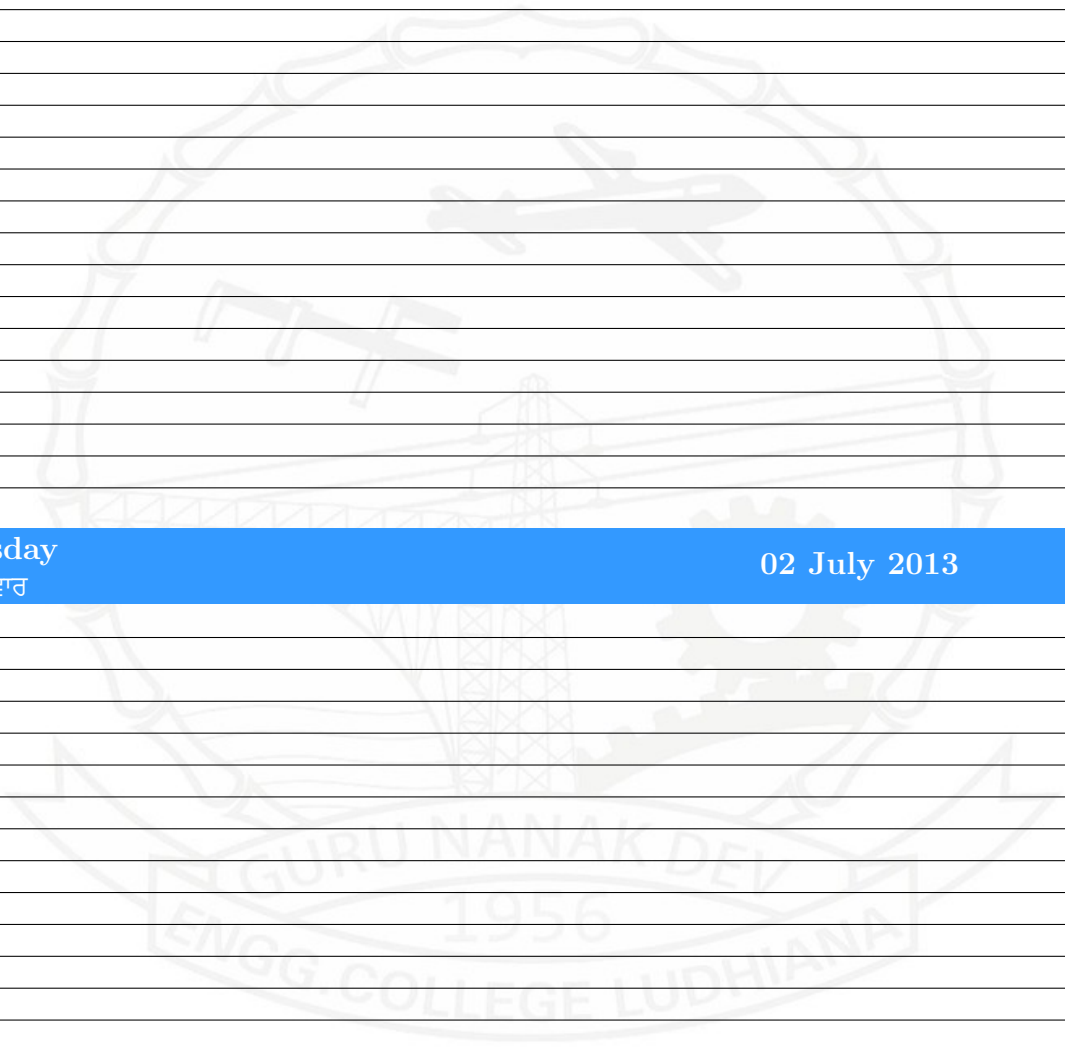 sday
ਵਾਰ
02 July 2013
GURU NANAK DEV
1956
ENGG. COLLEGE LUDHIANA